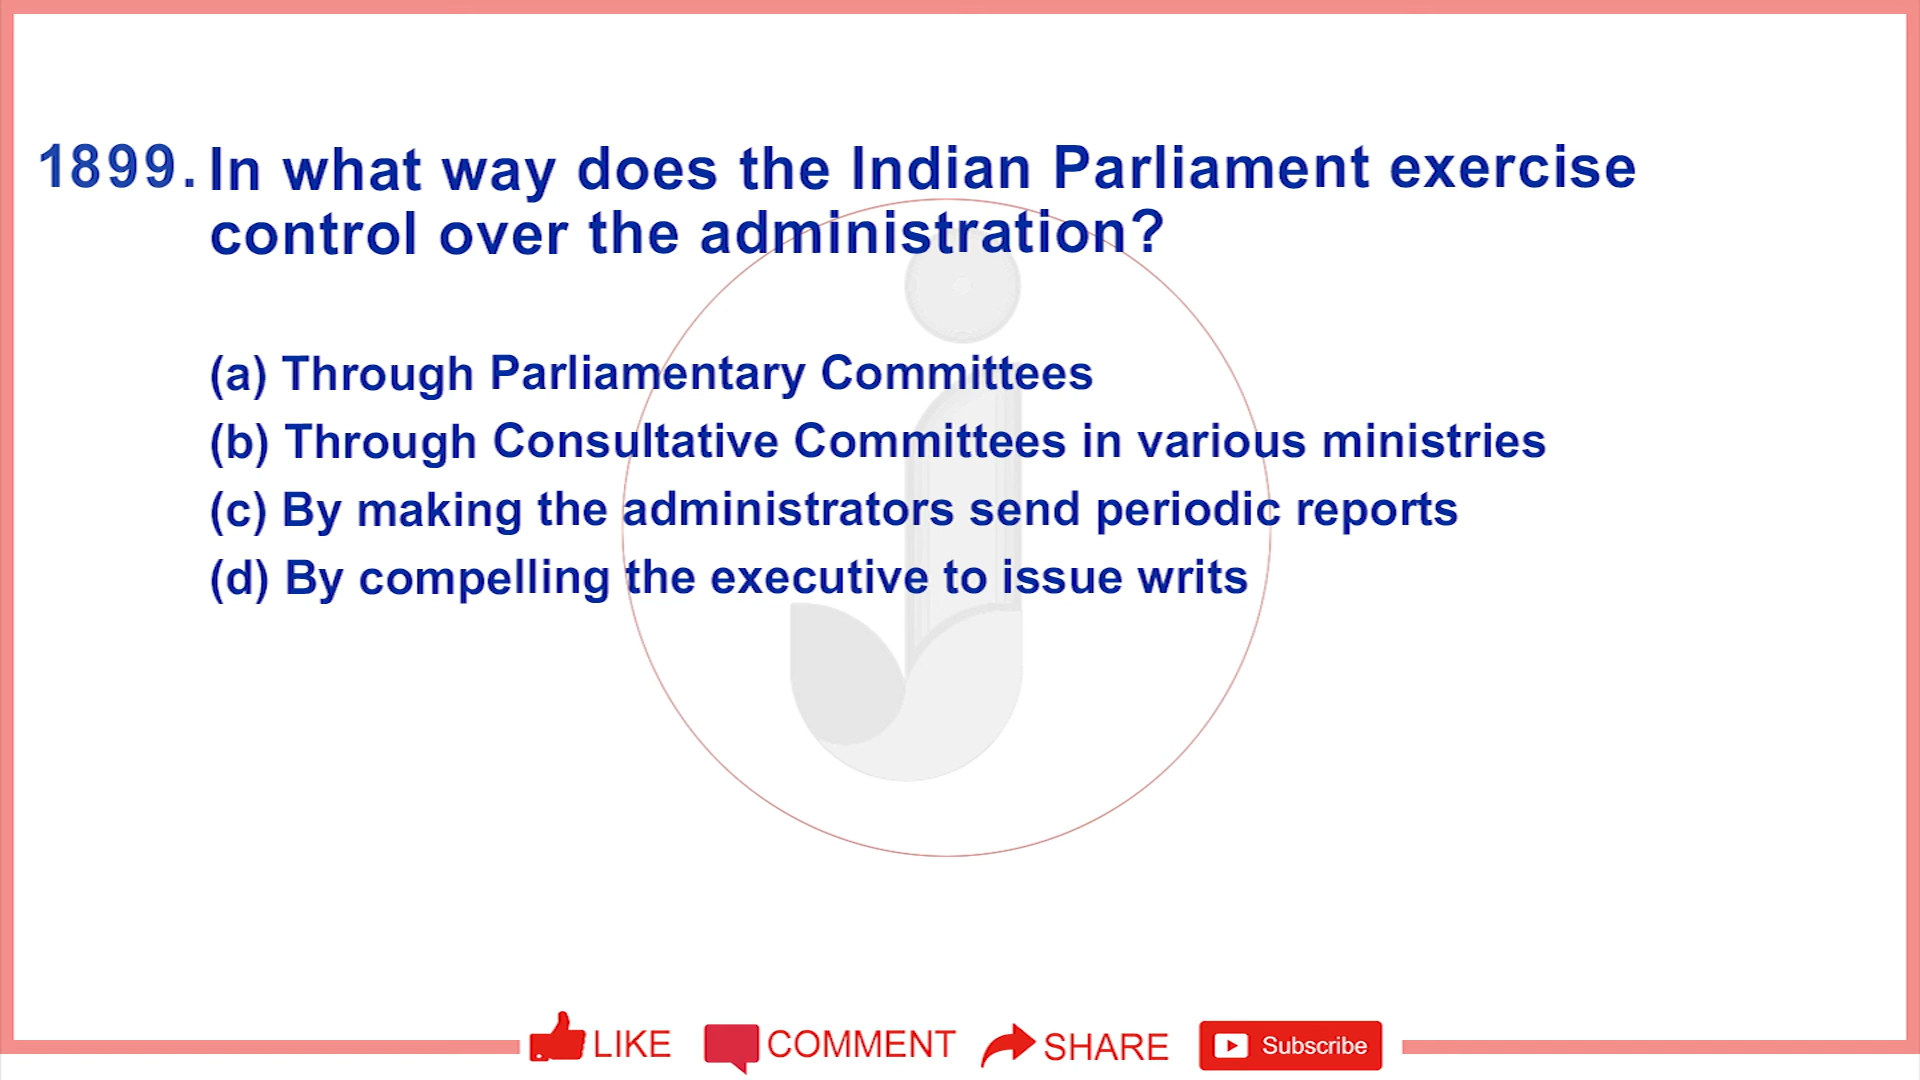 1899. In what way does the Indian Parliament exercise
control over the administration?
(a) Through Parliamentary Committees
(b) Through Consultative Committees in various ministries
(c) By making the administrators send periodic reports
(d) By compelling the executive to issue writs
LIKE COMMENT SHARE Subscribe